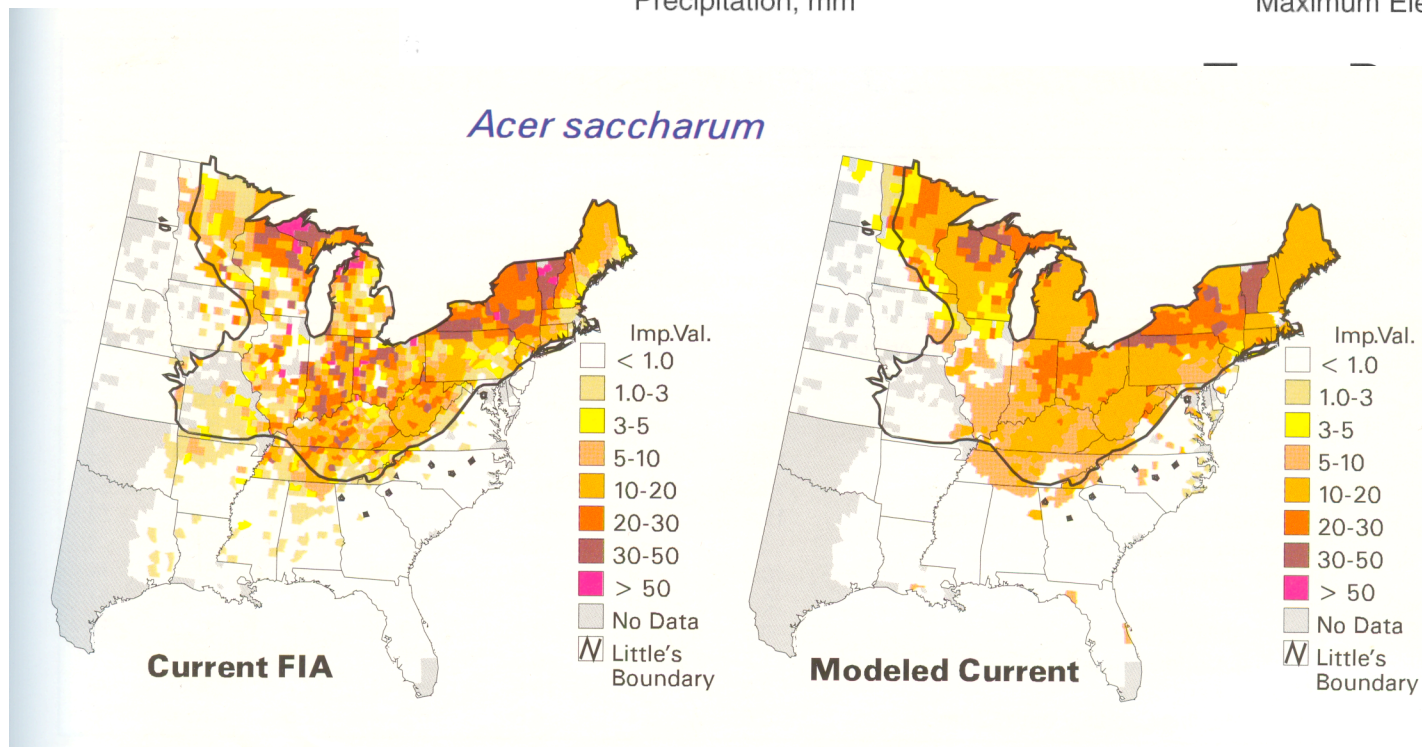 Precipitation, mm
Maximum Ele
Acer saccharum
Imp.Val.
< 1.0
1.0-3
3-5
5-10
10-20
20-30
30-50
> 50
No Data
Little's
Boundary
Current FIA
Imp.Val.
< 1.0
1.0-3
3-5
5-10
10-20
20-30
30-50
> 50
No Data
Little's
Boundary
Modeled Current